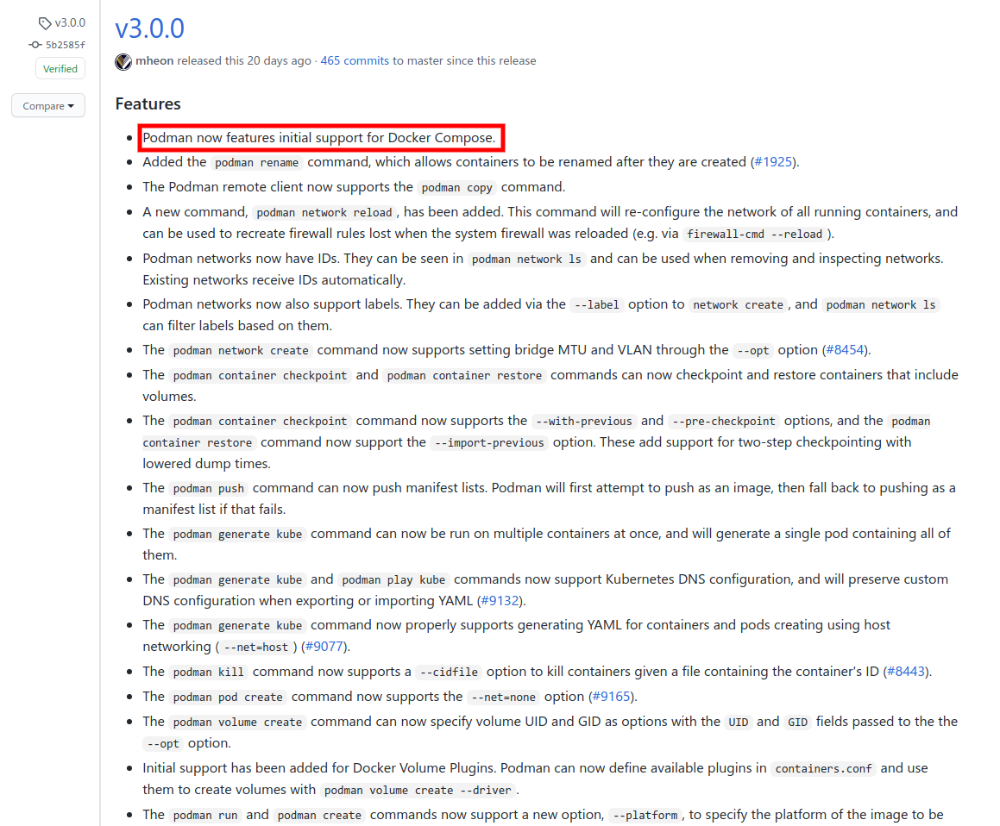 v3.0.0
5b2585f
Verified
Compare
v3.0.0
mheon released this 20 days ago · 465 commits to master since this release
Features
Podman now features initial support for Docker Compose.
Added the podman rename command, which allows containers to be renamed after they are created (#1925).
The Podman remote client now supports the podman copy command.
A new command, podman network reload, has been added. This command will re-configure the network of all running containers, and
can be used to recreate firewall rules lost when the system firewall was reloaded (e.g. via firewall-cmd --reload).
Podman networks now have IDs. They can be seen in podman network ls and can be used when removing and inspecting networks.
Existing networks receive IDs automatically.
Podman networks now also support labels. They can be added via the --label option to network create, and podman network ls
can filter labels based on them.
The podman network create command now supports setting bridge MTU and VLAN through the --opt option (#8454).
The podman container checkpoint and podman container restore commands can now checkpoint and restore containers that include
volumes.
The podman container checkpoint command now supports the --with-previous and --pre-checkpoint options, and the podman
container restore command now support the --import-previous option. These add support for two-step checkpointing with
lowered dump times.
The podman push command can now push manifest lists. Podman will first attempt to push as an image, then fall back to pushing as a
manifest list if that fails.
The podman generate kube command can now be run on multiple containers at once, and will generate a single pod containing all of
them.
The podman generate kube and podman play kube commands now support Kubernetes DNS configuration, and will preserve custom
DNS configuration when exporting or importing YAML (#9132).
The podman generate kube command now properly supports generating YAML for containers and pods creating using host
networking (--net=host) (#9077).
The podman kill command now supports a --cidfile option to kill containers given a file containing the container's ID (#8443).
The podman pod create command now supports the --net=none option (#9165).
The podman volume create command can now specify volume UID and GID as options with the UID and GID fields passed to the the
--opt option.
Initial support has been added for Docker Volume Plugins. Podman can now define available plugins in containers.conf and use
them to create volumes with podman volume create --driver.
The podman run and podman create commands now support a new option, --platform, to specify the platform of the image to be